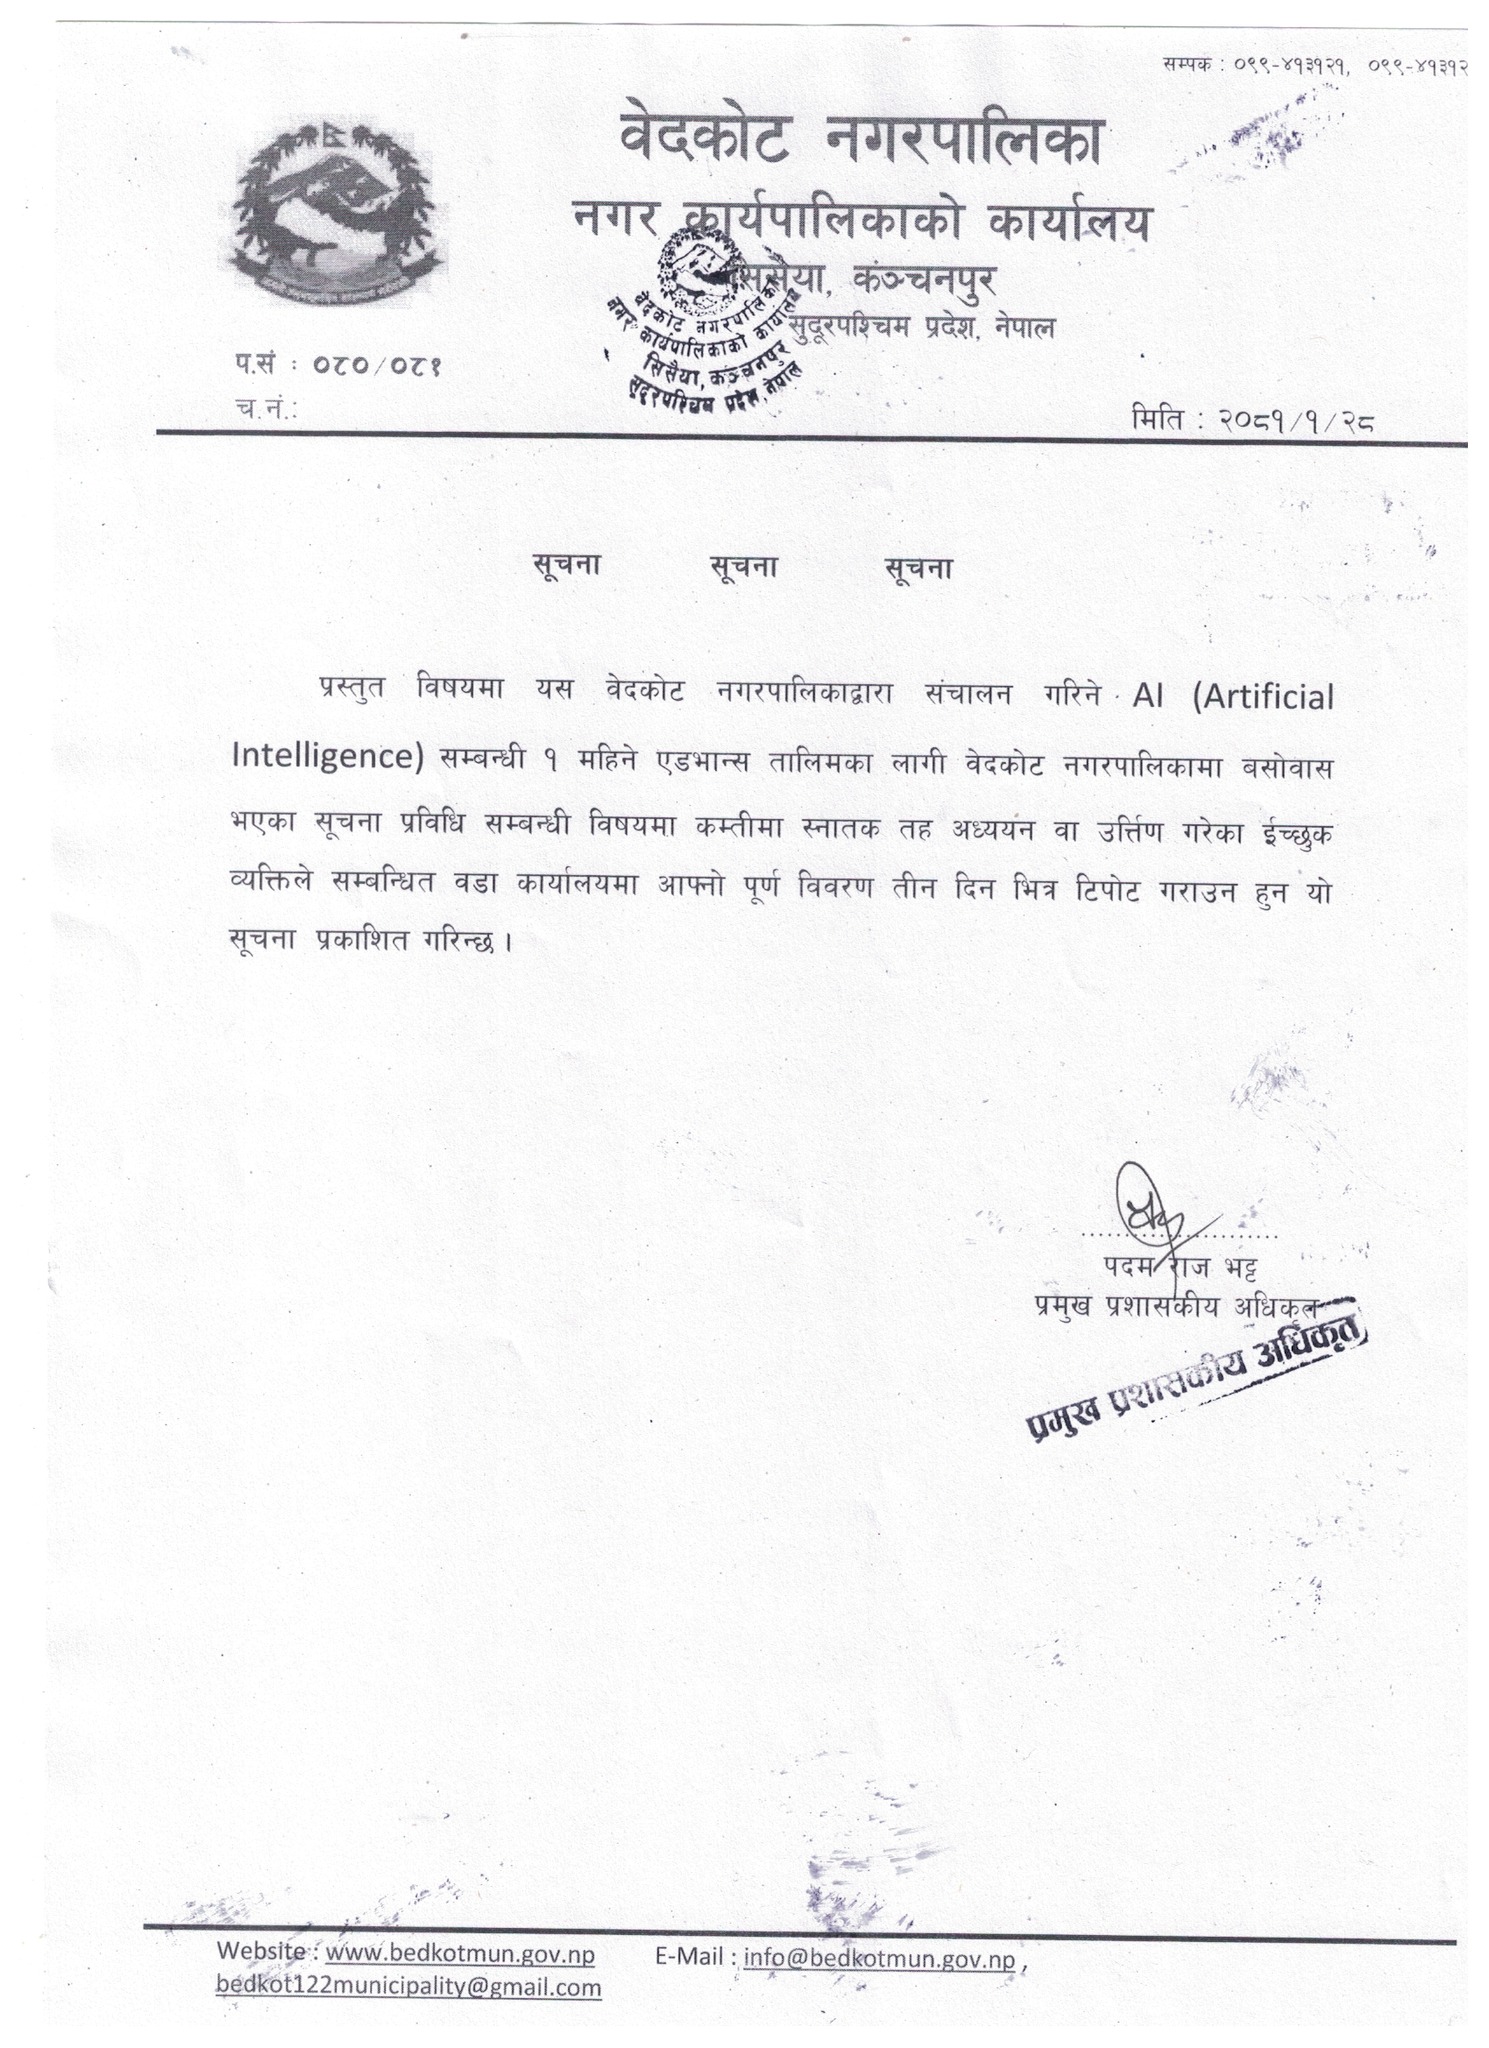 सम्पक : ०९९-४१३१२१, ०९९-४१३१२
वेदकोट नगरपालिका
नगर कार्यपालिकाको कार्यालय
सिसैया, कञ्चनपुर
सुदूरपश्चिम प्रदेश, नेपाल
वेदकोट नगरपालिका
नगर कार्यपालिकाको कार्यालय
सिसैया, कञ्चनपुर
सुदूरपश्चिम प्रदेश, नेपाल
प.सं : ०८०/०८१
च.नं.:
मिति : २०८१/१/२८
सूचना सूचना सूचना
प्रस्तुत विषयमा यस वेदकोट नगरपालिकाद्वारा संचालन गरिने AI (Artificial
Intelligence) सम्बन्धी १ महिने एडभान्स तालिमका लागी वेदकोट नगरपालिकामा बसोवास
भएका सूचना प्रविधि सम्बन्धी विषयमा कम्तीमा स्नातक तह अध्ययन वा उर्त्तिण गरेका ईच्छुक
व्यक्तिले सम्बन्धित वडा कार्यालयमा आफ्नो पूर्ण विवरण तीन दिन भित्र टिपोट गराउन हुन यो
सूचना प्रकाशित गरिन्छ।
पदम राज भट्ट
प्रमुख प्रशासकीय अधिकृत
प्रमुख प्रशासकीय अधिकृत
Website : www.bedkotmun.gov.np E-Mail : info@bedkotmun.gov.np ,
bedkot122municipality@gmail.com